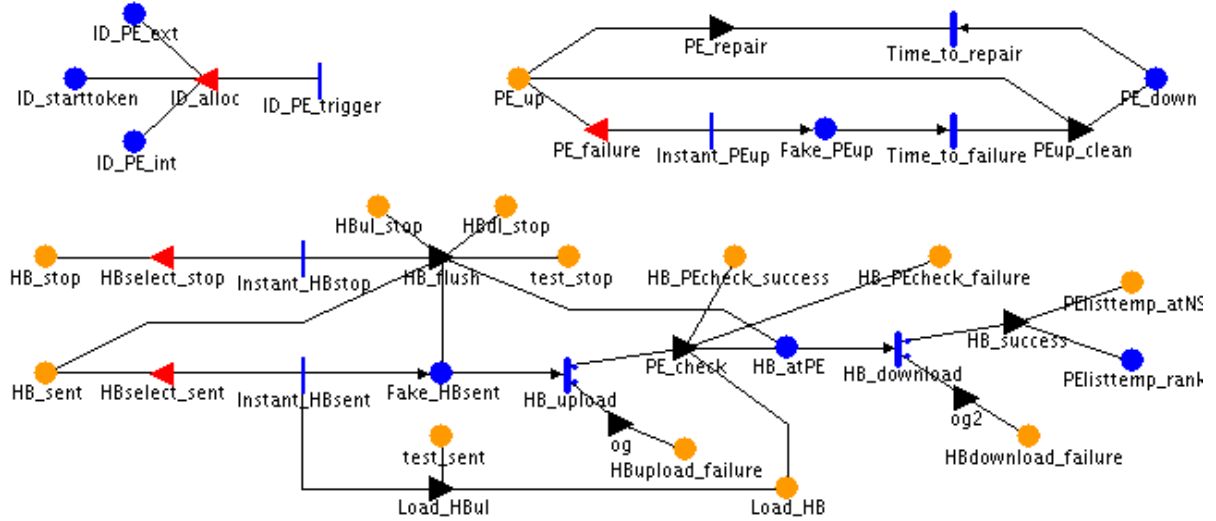 ID_PE_ext
ID_starttoken
ID_alloc
ID_PE_trigger
ID_PE_int
PE_repair
Time_to_repair
PE_up
PE_down
PE_failure
Instant_PEup
Fake_PEup
Time_to_failure
PEup_clean
HBul_stop
HBdl_stop
HB_stop
HBselect_stop
Instant_HBstop
HB_flush
test_stop
HB_PEcheck_success
HB_PEcheck_failure
PElisttemp_atNS
HB_success
HB_sent
HBselect_sent
Instant_HBsent
Fake_HBsent
HB_upload
PE_check
HB_atPE
HB_download
PElisttemp_rank
test_sent
og
HBupload_failure
og2
HBdownload_failure
Load_HBul
Load_HB